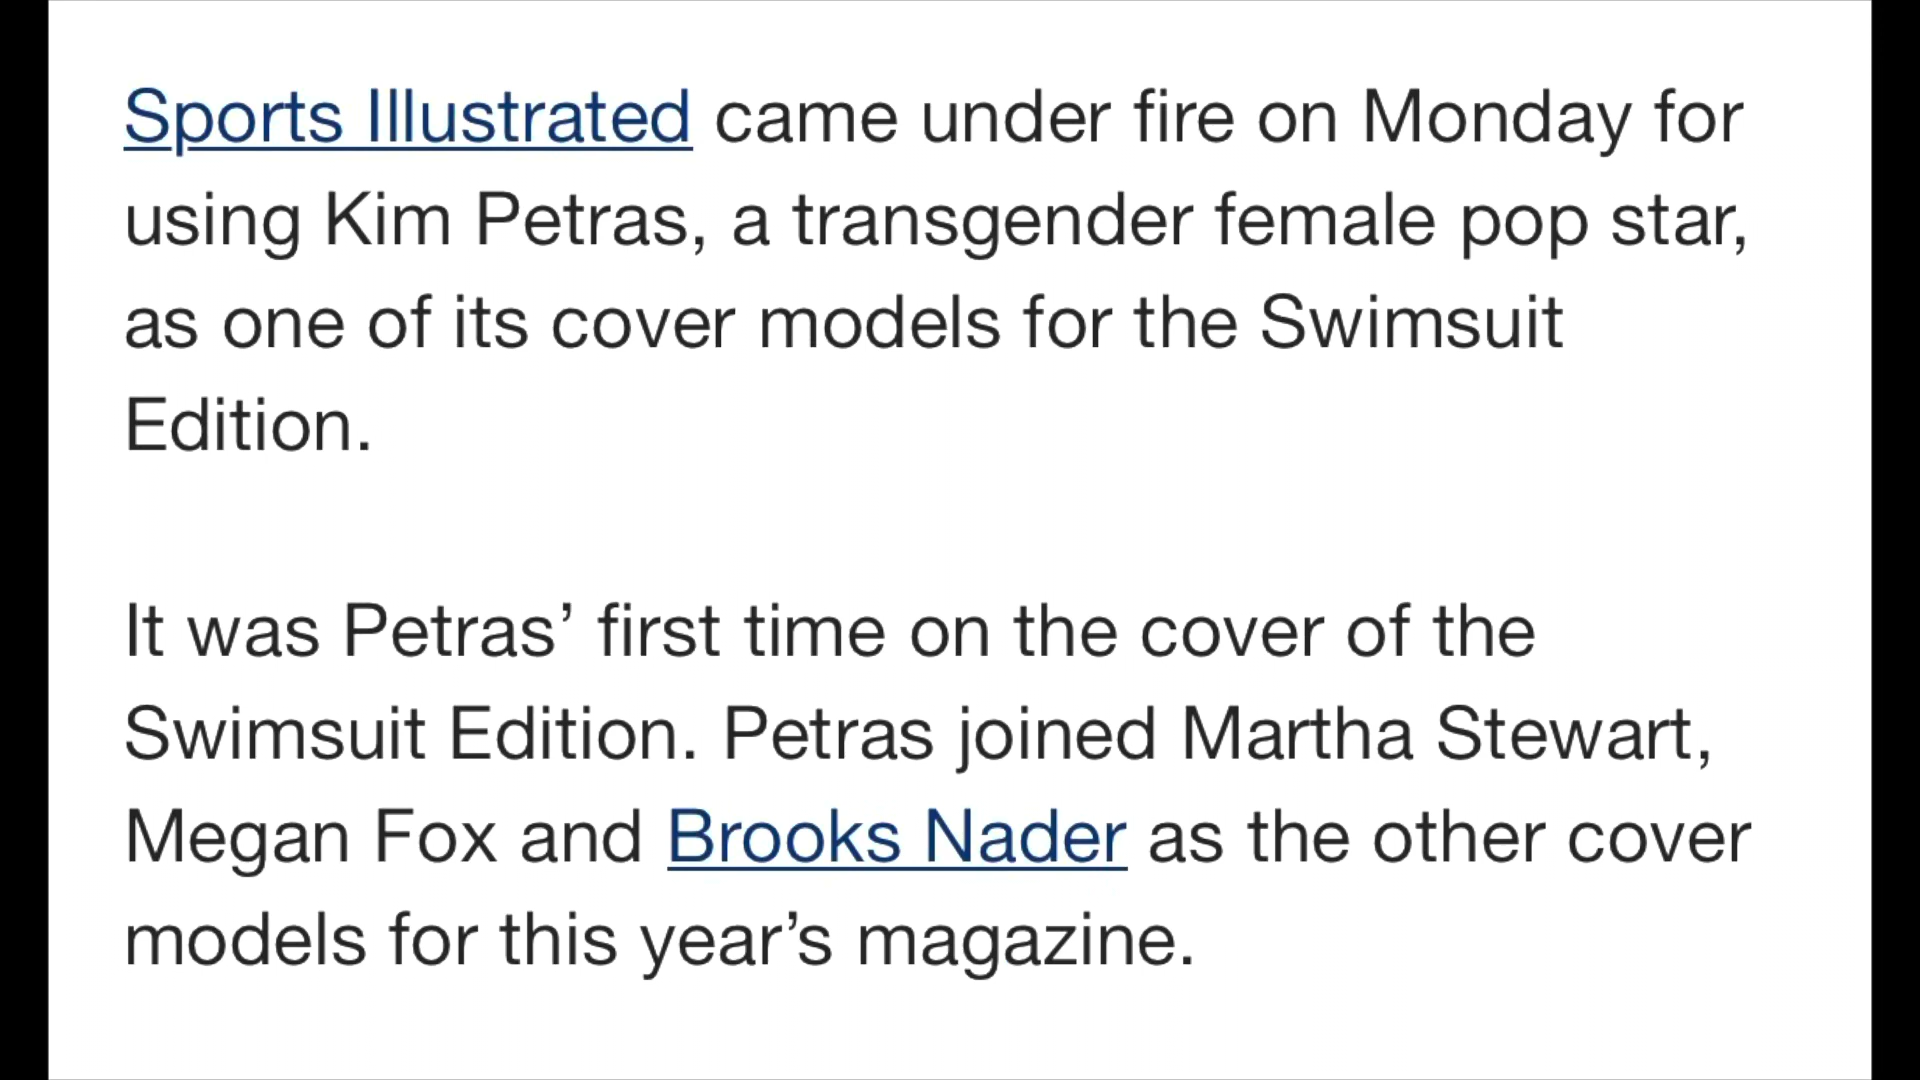 Sports Illustrated came under fire on Monday for
using Kim Petras, a transgender female pop star,
as one of its cover models for the Swimsuit
Edition.
It was Petras’ first time on the cover of the
Swimsuit Edition. Petras joined Martha Stewart,
Megan Fox and Brooks Nader as the other cover
models for this year’s magazine.